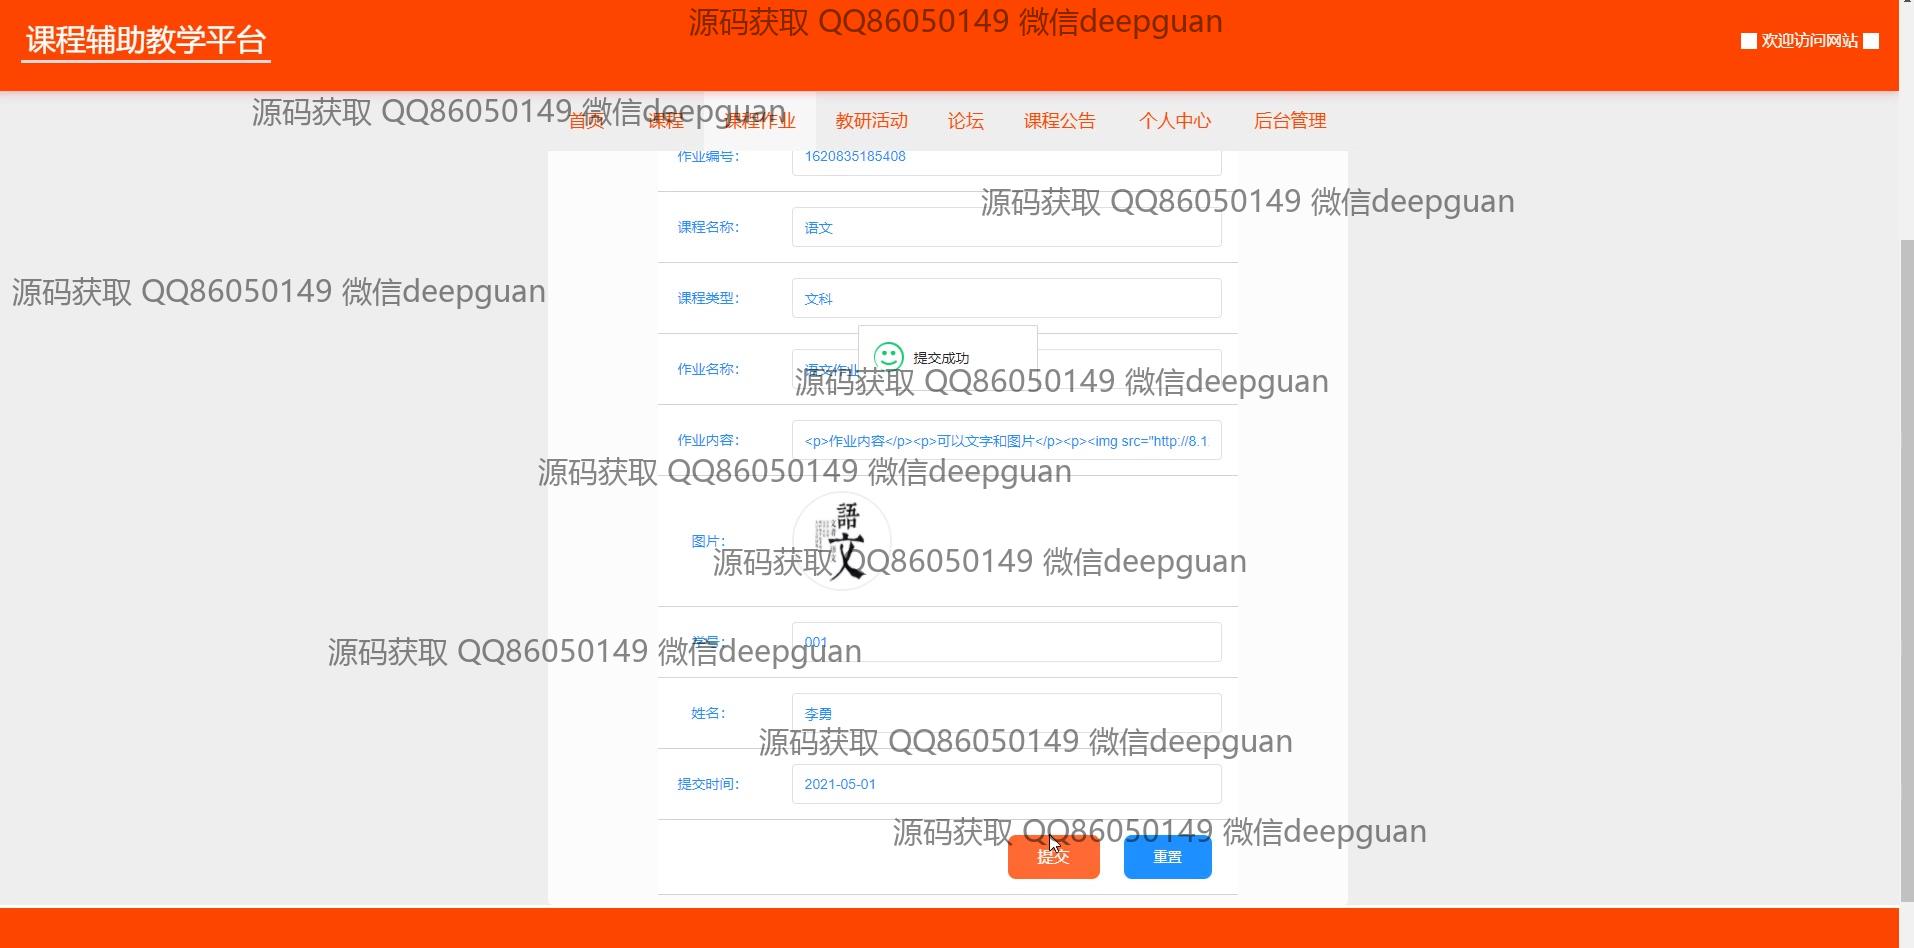 源码获取 QQ86050149 微信deepguan
课程辅助教学平台
欢迎访问网站
源码获取 QQ86050149 微信deepguan
首页 课程 课程作业 教研活动 论坛 课程公告 个人中心 后台管理
作业编号： 1620835185408
源码获取 QQ86050149 微信deepguan
课程名称： 语文
源码获取 QQ86050149 微信deepguan
课程类型： 文科
提交成功
作业名称： 语文作业
源码获取 QQ86050149 微信deepguan
作业内容： <p>作业内容</p><p>可以文字和图片</p><p><img src="http://8.1
源码获取 QQ86050149 微信deepguan
語
文
图片：
源码获取 QQ86050149 微信deepguan
学号： 001
源码获取 QQ86050149 微信deepguan
姓名： 李勇
源码获取 QQ86050149 微信deepguan
提交时间： 2021-05-01
源码获取 QQ86050149 微信deepguan
提交 重置